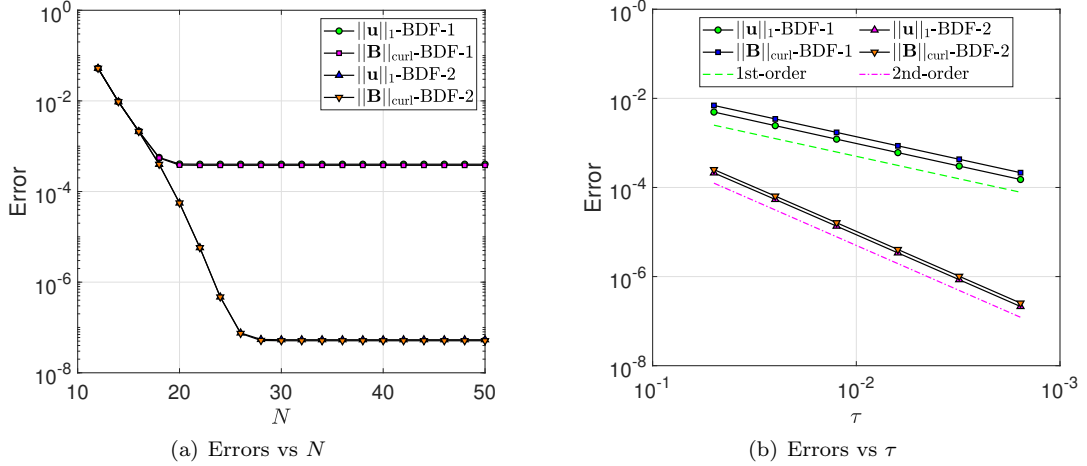 10^0
10^-2
10^-4
10^-6
10^-8
Error
10
20
30
40
50
N
||u||_1-BDF-1
||B||_curl-BDF-1
||u||_1-BDF-2
||B||_curl-BDF-2
(a) Errors vs N
10^0
10^-2
10^-4
10^-6
10^-8
Error
10^-1
10^-2
10^-3
τ
||u||_1-BDF-1
||B||_curl-BDF-1
1st-order
||u||_1-BDF-2
||B||_curl-BDF-2
2nd-order
(b) Errors vs τ